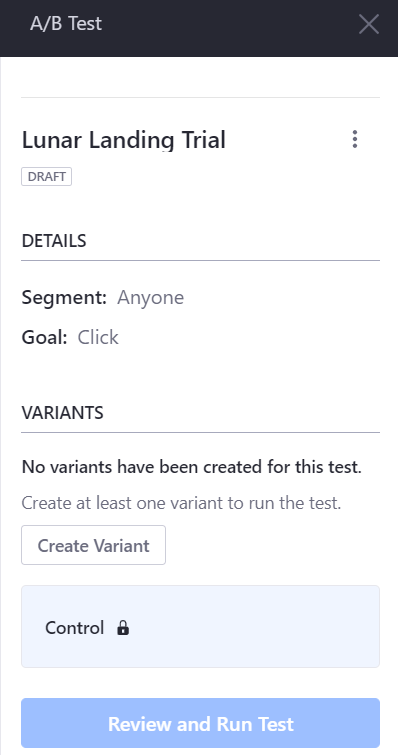 A/B Test
Lunar Landing Trial
DRAFT
DETAILS
Segment: Anyone
Goal: Click
VARIANTS
No variants have been created for this test.
Create at least one variant to run the test.
Create Variant
Control
Review and Run Test